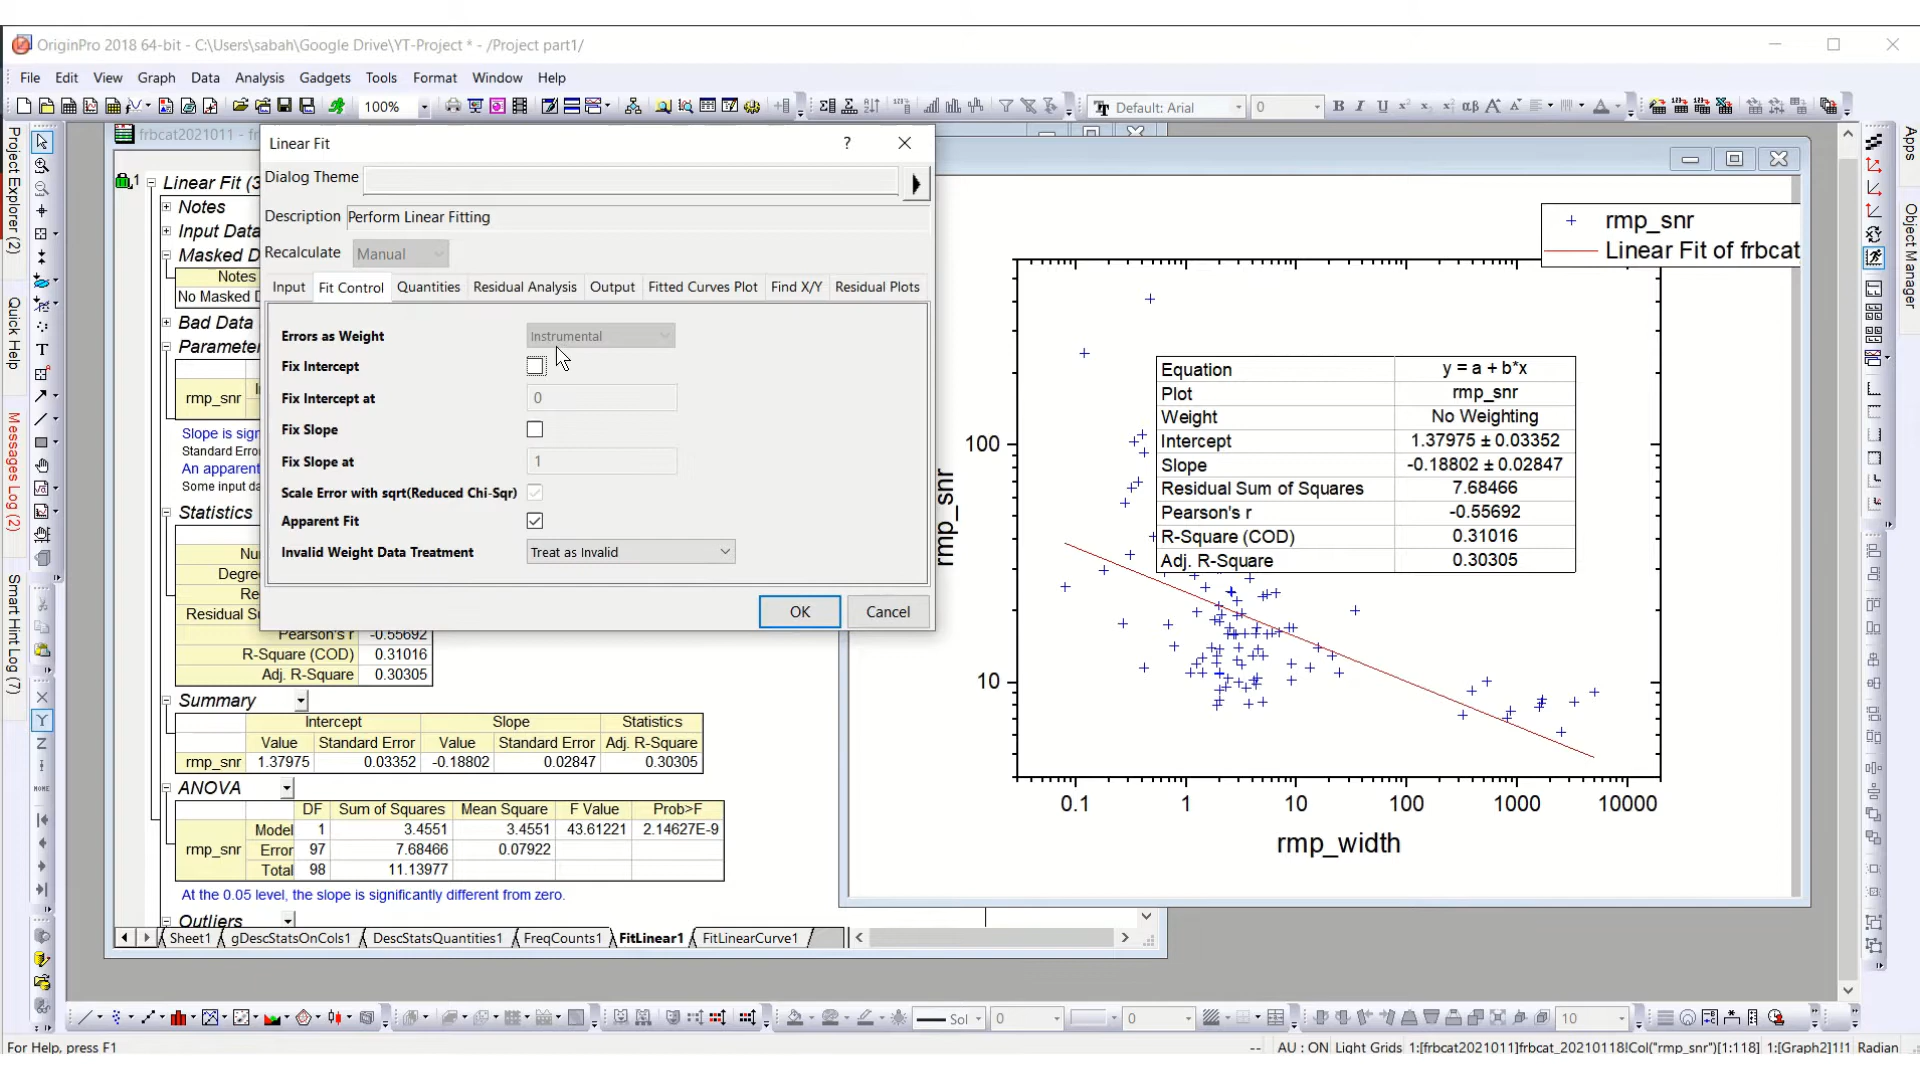 OriginPro 2018 64-bit - C:\Users\sabah\Google Drive\YT-Project * - /Project part1/
File Edit View Graph Data Analysis Gadgets Tools Format Window Help
100%
Default: Arial 0
B I U
Project Explorer (2)
Quick Help
Messages Log (2)
Smart Hint Log (7)
Apps
Object Manager
frbcat2021011 - f
Linear Fit
Dialog Theme
Description Perform Linear Fitting
Recalculate Manual
Input Fit Control Quantities Residual Analysis Output Fitted Curves Plot Find X/Y Residual Plots
Errors as Weight Instrumental
Fix Intercept
Fix Intercept at 0
Fix Slope
Fix Slope at 1
Scale Error with sqrt(Reduced Chi-Sqr)
Apparent Fit
Invalid Weight Data Treatment Treat as Invalid
OK Cancel
1
Linear Fit (3
Notes
Input Data
Masked D
Notes
No Masked D
Bad Data
Parameter
rmp_snr
Slope is sign
Standard Erro
An apparent
Some input da
Statistics
Nu
Degre
Re
Residual Su
Pearson's r -0.55692
R-Square (COD) 0.31016
Adj. R-Square 0.30305
Summary
Intercept Slope Statistics
Value Standard Error Value Standard Error Adj. R-Square
rmp_snr 1.37975 0.03352 -0.18802 0.02847 0.30305
ANOVA
DF Sum of Squares Mean Square F Value Prob>F
Model 1 3.4551 3.4551 43.61221 2.14627E-9
rmp_snr Error 97 7.68466 0.07922
Total 98 11.13977
At the 0.05 level, the slope is significantly different from zero.
Outliers
Sheet1 gDescStatsOnCols1 DescStatsQuantities1 FreqCounts1 FitLinear1 FitLinearCurve1
rmp_snr
Linear Fit of frbcat
Equation y = a + b*x
Plot rmp_snr
Weight No Weighting
Intercept 1.37975 ± 0.03352
Slope -0.18802 ± 0.02847
Residual Sum of Squares 7.68466
Pearson's r -0.55692
R-Square (COD) 0.31016
Adj. R-Square 0.30305
100
10
rmp_snr
0.1 1 10 100 1000 10000
rmp_width
Sol 0 0 10
For Help, press F1
-- AU : ON Light Grids 1:[frbcat2021011]frbcat_20210118!Col("rmp_snr")[1:118] 1:[Graph2]1!1 Radian